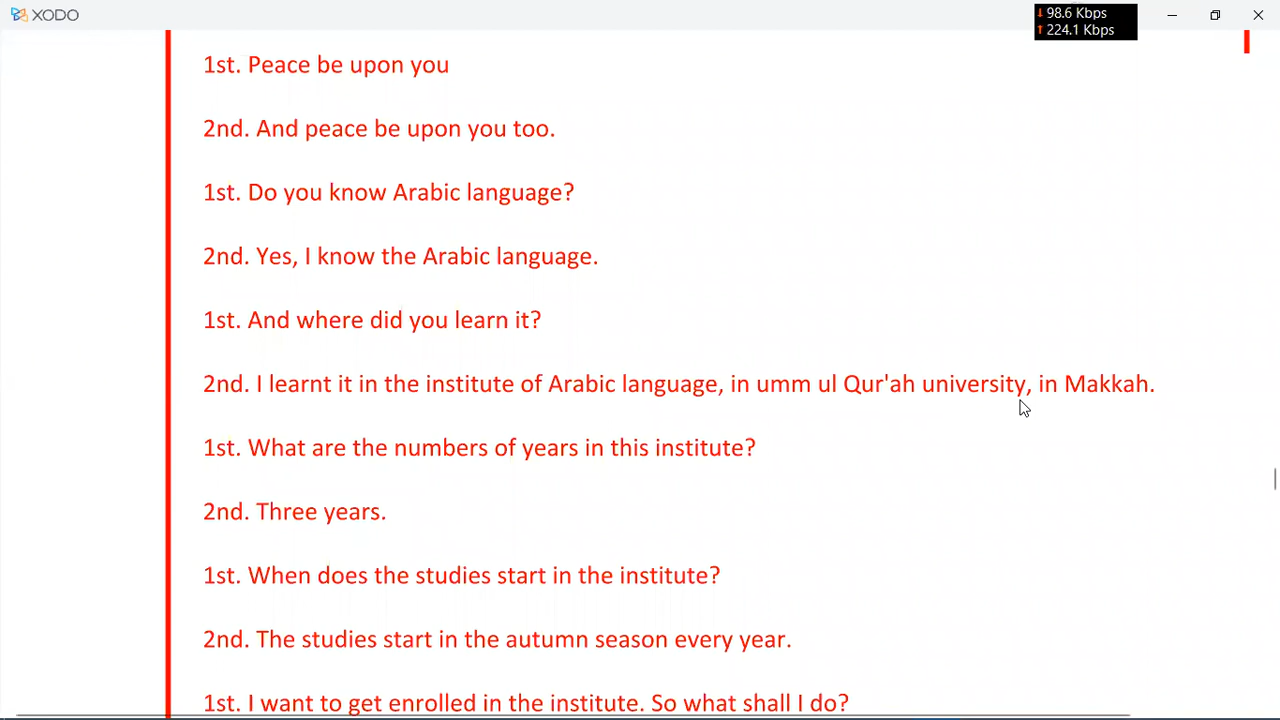 XODO
98.6 Kbps
224.1 Kbps
1st. Peace be upon you
2nd. And peace be upon you too.
1st. Do you know Arabic language?
2nd. Yes, I know the Arabic language.
1st. And where did you learn it?
2nd. I learnt it in the institute of Arabic language, in umm ul Qur'ah university, in Makkah.
1st. What are the numbers of years in this institute?
2nd. Three years.
1st. When does the studies start in the institute?
2nd. The studies start in the autumn season every year.
1st. I want to get enrolled in the institute. So what shall I do?